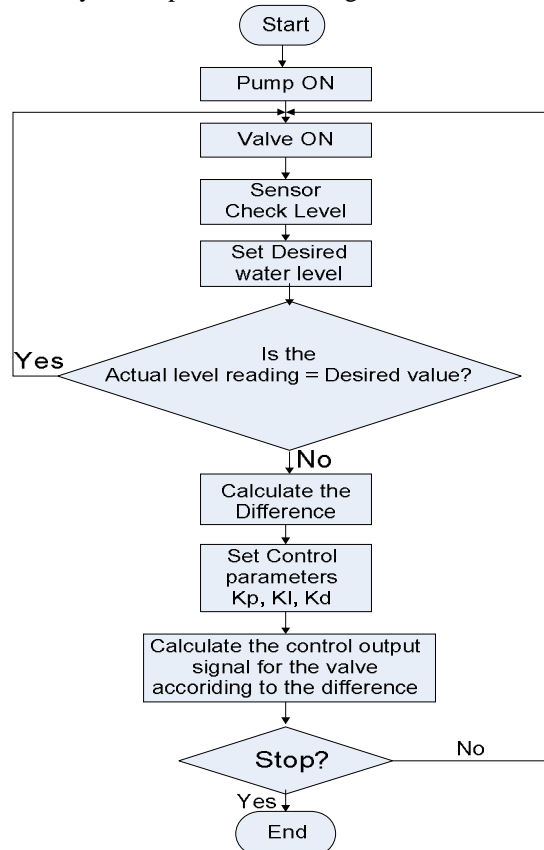 Start
Pump ON
Valve ON
Sensor
Check Level
Set Desired
water level
Is the
Actual level reading = Desired value?
Yes
No
Calculate the
Difference
Set Control
parameters
Kp, KI, Kd
Calculate the control output
signal for the valve
accoriding to the difference
Stop?
No
Yes
End